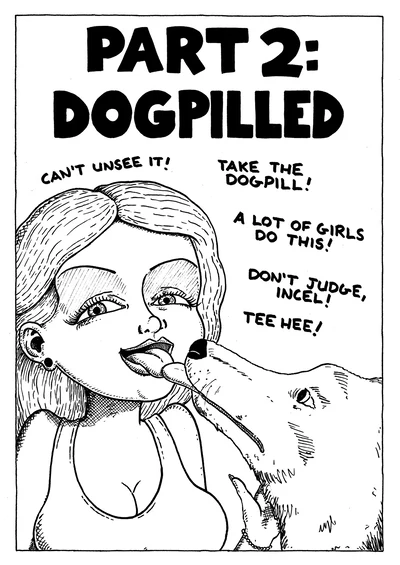 PART 2:
DOGPILLED
CAN'T UNSEE IT!
TAKE THE
DOGPILL!
A LOT OF GIRLS
DO THIS!
DON'T JUDGE,
INCEL!
TEE HEE!